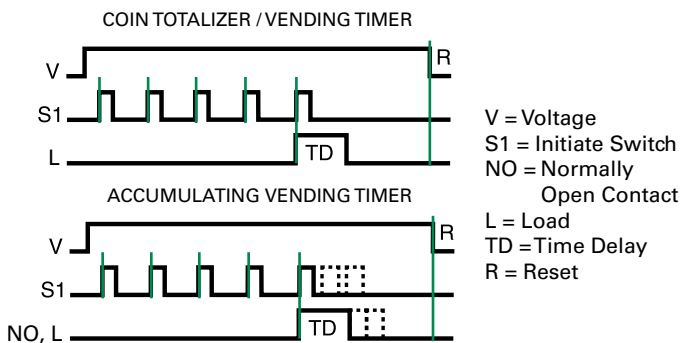 COIN TOTALIZER / VENDING TIMER
V
R
S1
L
TD
ACCUMULATING VENDING TIMER
V
R
S1
NO, L
TD
V = Voltage
S1 = Initiate Switch
NO = Normally
Open Contact
L = Load
TD =Time Delay
R = Reset